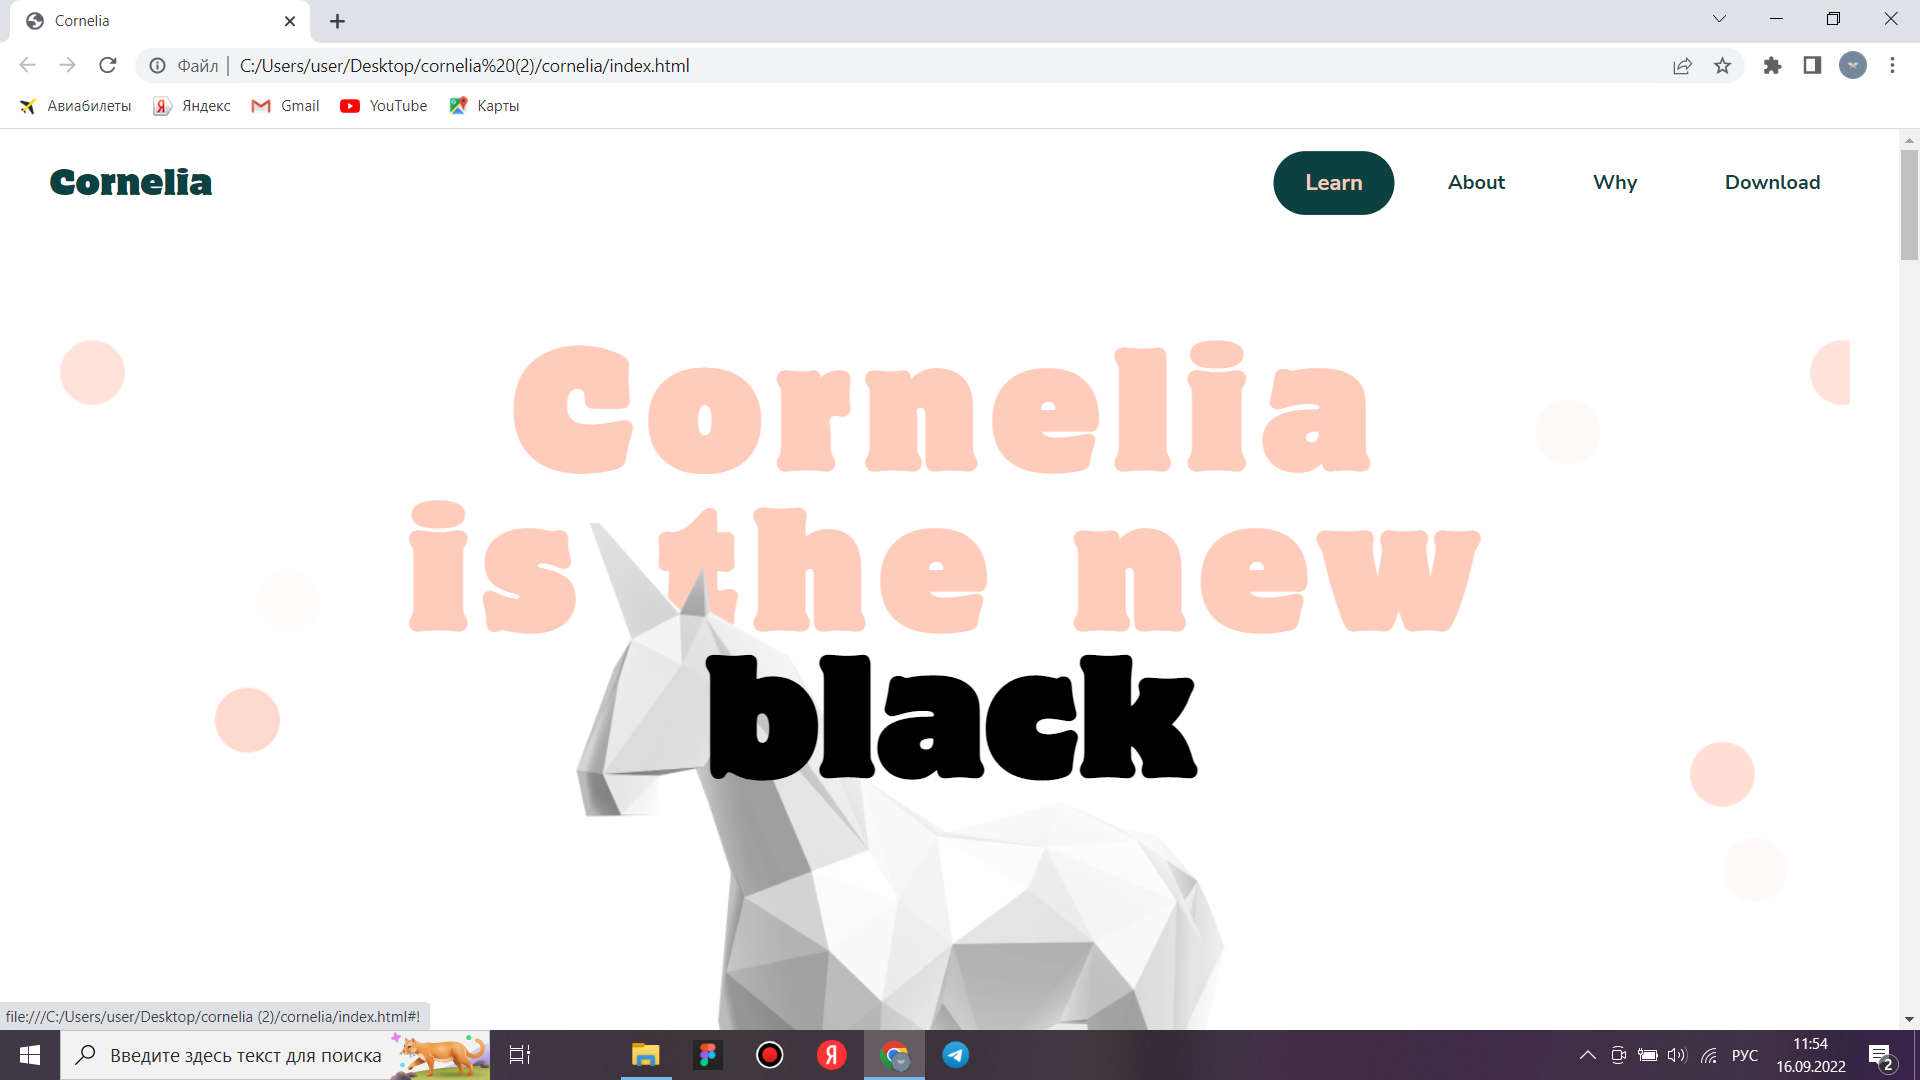 Cornelia
Файл | C:/Users/user/Desktop/cornelia%20(2)/cornelia/index.html
Авиабилеты Яндекс Gmail YouTube Карты
Cornelia Learn About Why Download
Cornelia
is the new
black
file:///C:/Users/user/Desktop/cornelia (2)/cornelia/index.html#!
Введите здесь текст для поиска
Я
РУС
11:54
16.09.2022
2